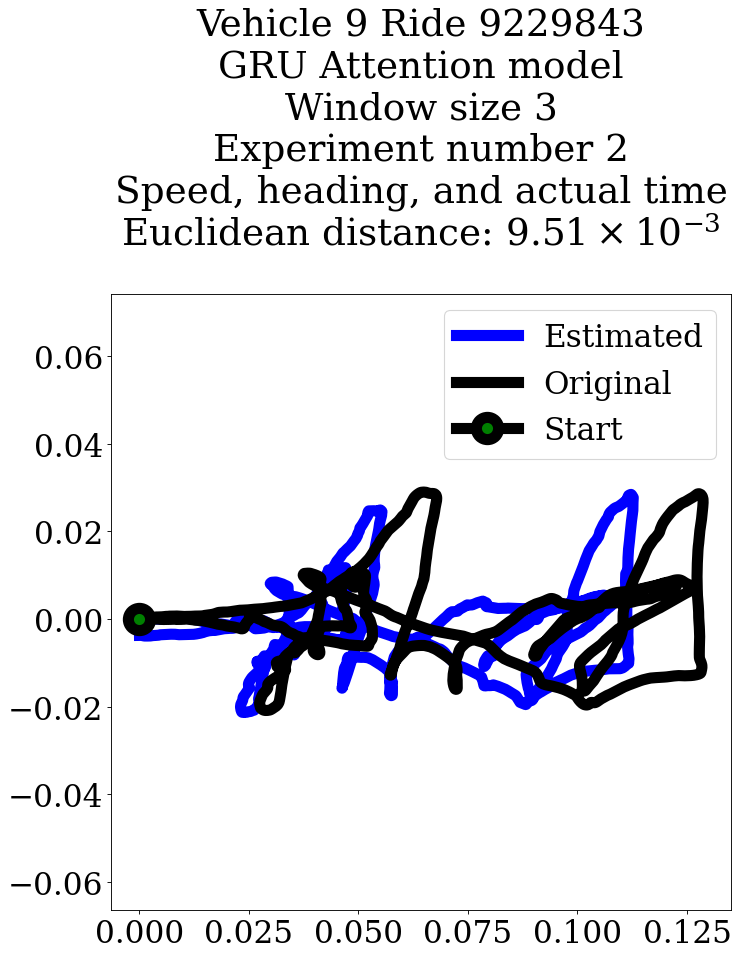 Vehicle 9 Ride 9229843
GRU Attention model
Window size 3
Experiment number 2
Speed, heading, and actual time
Euclidean distance: 9.51 × 10⁻³
Estimated
Original
Start
0.06
0.04
0.02
0.00
−0.02
−0.04
−0.06
0.000 0.025 0.050 0.075 0.100 0.125